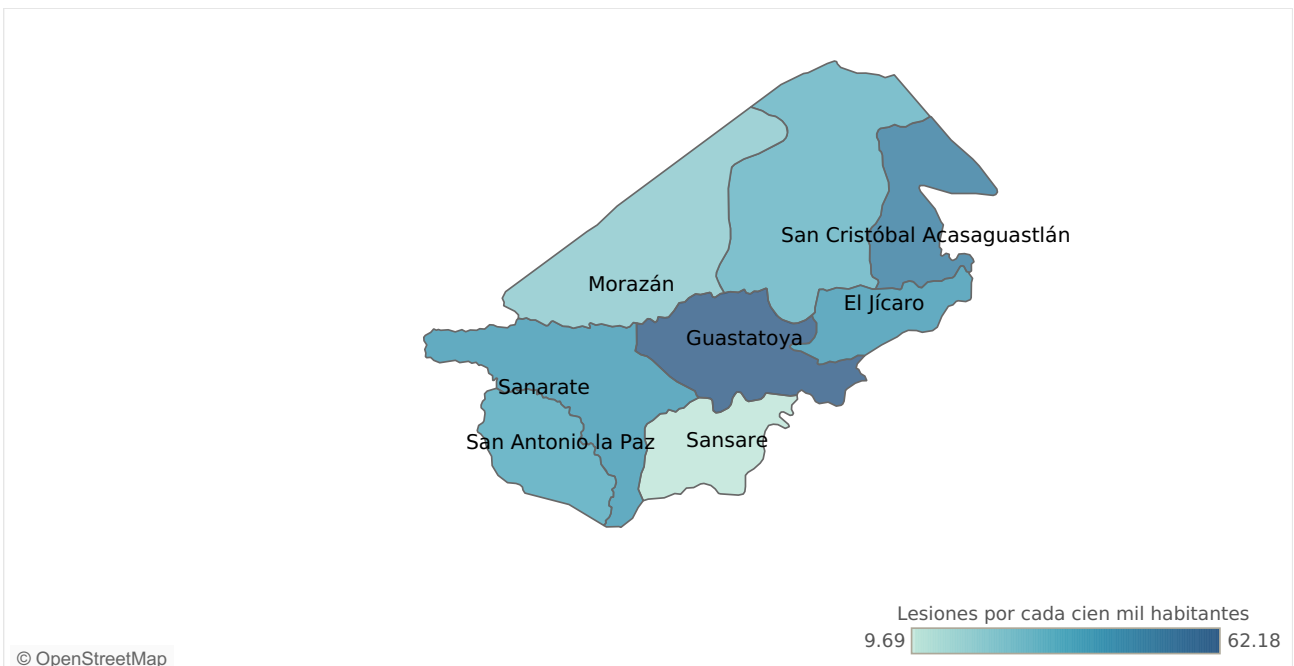 San Cristóbal Acasaguastlán
Morazán
El Jícaro
Guastatoya
Sanarate
San Antonio la Paz
Sansare
Lesiones por cada cien mil habitantes
9.69
62.18
© OpenStreetMap